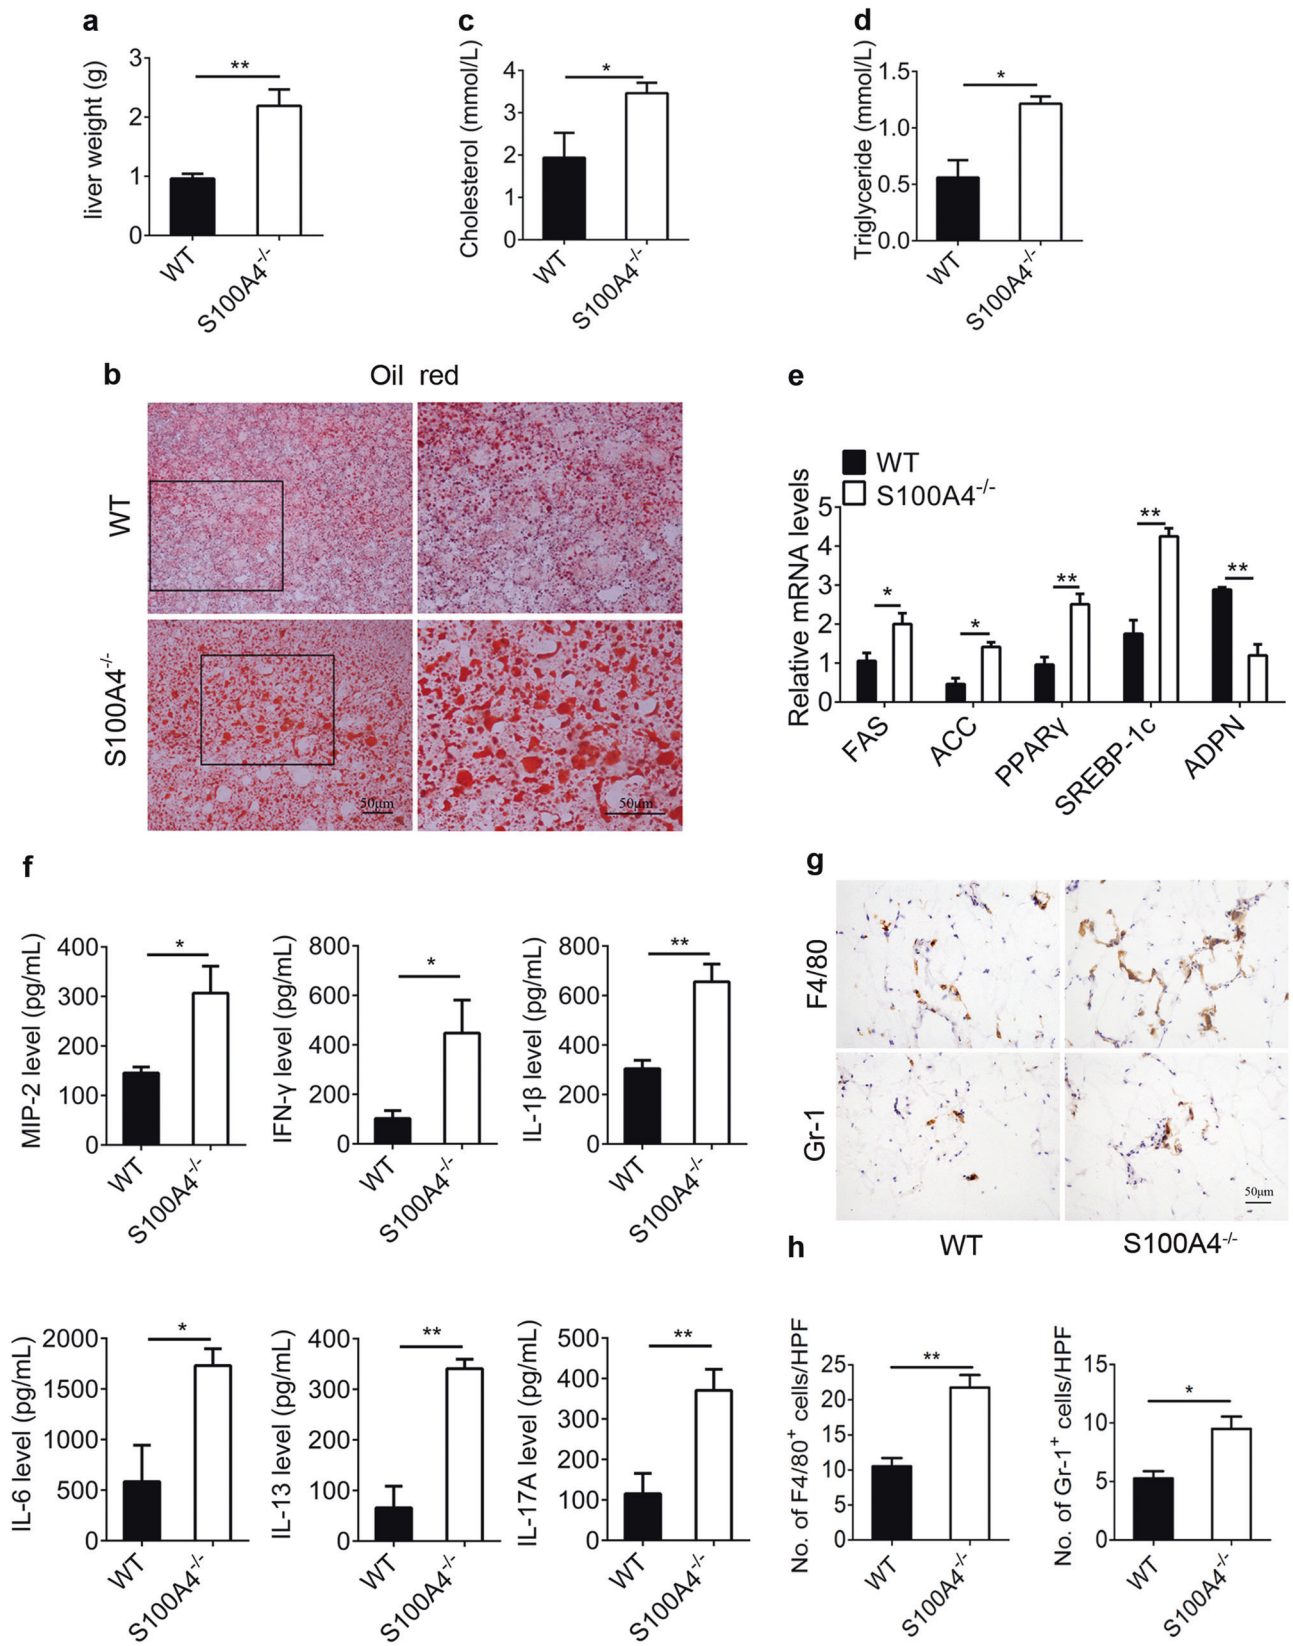 a
liver weight (g)
3
2
1
0
**
WT
S100A4-/-
c
Cholesterol (mmol/L)
4
3
2
1
0
*
WT
S100A4-/-
d
Triglyceride (mmol/L)
1.5
1.0
0.5
0.0
*
WT
S100A4-/-
b
Oil red
WT
S100A4-/-
50μm
50μm
e
WT
S100A4-/-
Relative mRNA levels
5
4
3
2
1
0
*
*
**
**
**
FAS
ACC
PPARγ
SREBP-1c
ADPN
f
MIP-2 level (pg/mL)
400
300
200
100
0
*
WT
S100A4-/-
IFN-γ level (pg/mL)
800
600
400
200
0
*
WT
S100A4-/-
IL-1β level (pg/mL)
800
600
400
200
0
**
WT
S100A4-/-
IL-6 level (pg/mL)
2000
1500
1000
500
0
*
WT
S100A4-/-
IL-13 level (pg/mL)
400
300
200
100
0
**
WT
S100A4-/-
IL-17A level (pg/mL)
500
400
300
200
100
0
**
WT
S100A4-/-
g
F4/80
Gr-1
50μm
WT
S100A4-/-
h
No. of F4/80+ cells/HPF
25
20
15
10
5
0
**
WT
S100A4-/-
No. of Gr-1+ cells/HPF
15
10
5
0
*
WT
S100A4-/-